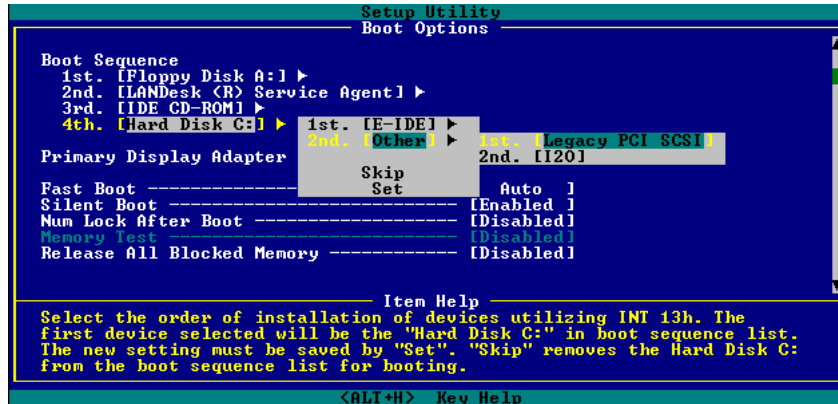 Setup Utility
Boot Options
Boot Sequence
1st. [Floppy Disk A:]
2nd. [LANDesk (R) Service Agent]
3rd. [IDE CD-ROM]
4th. [Hard Disk C:] 1st. [E-IDE]
2nd. [Other] 1st. [Legacy PCI SCSI]
Primary Display Adapter 2nd. [I2O]
Skip
Fast Boot Set Auto ]
Silent Boot [Enabled ]
Num Lock After Boot [Disabled]
Memory Test [Disabled]
Release All Blocked Memory [Disabled]
Item Help
Select the order of installation of devices utilizing INT 13h. The
first device selected will be the "Hard Disk C:" in boot sequence list.
The new setting must be saved by "Set". "Skip" removes the Hard Disk C:
from the boot sequence list for booting.
<ALT+H> Key Help